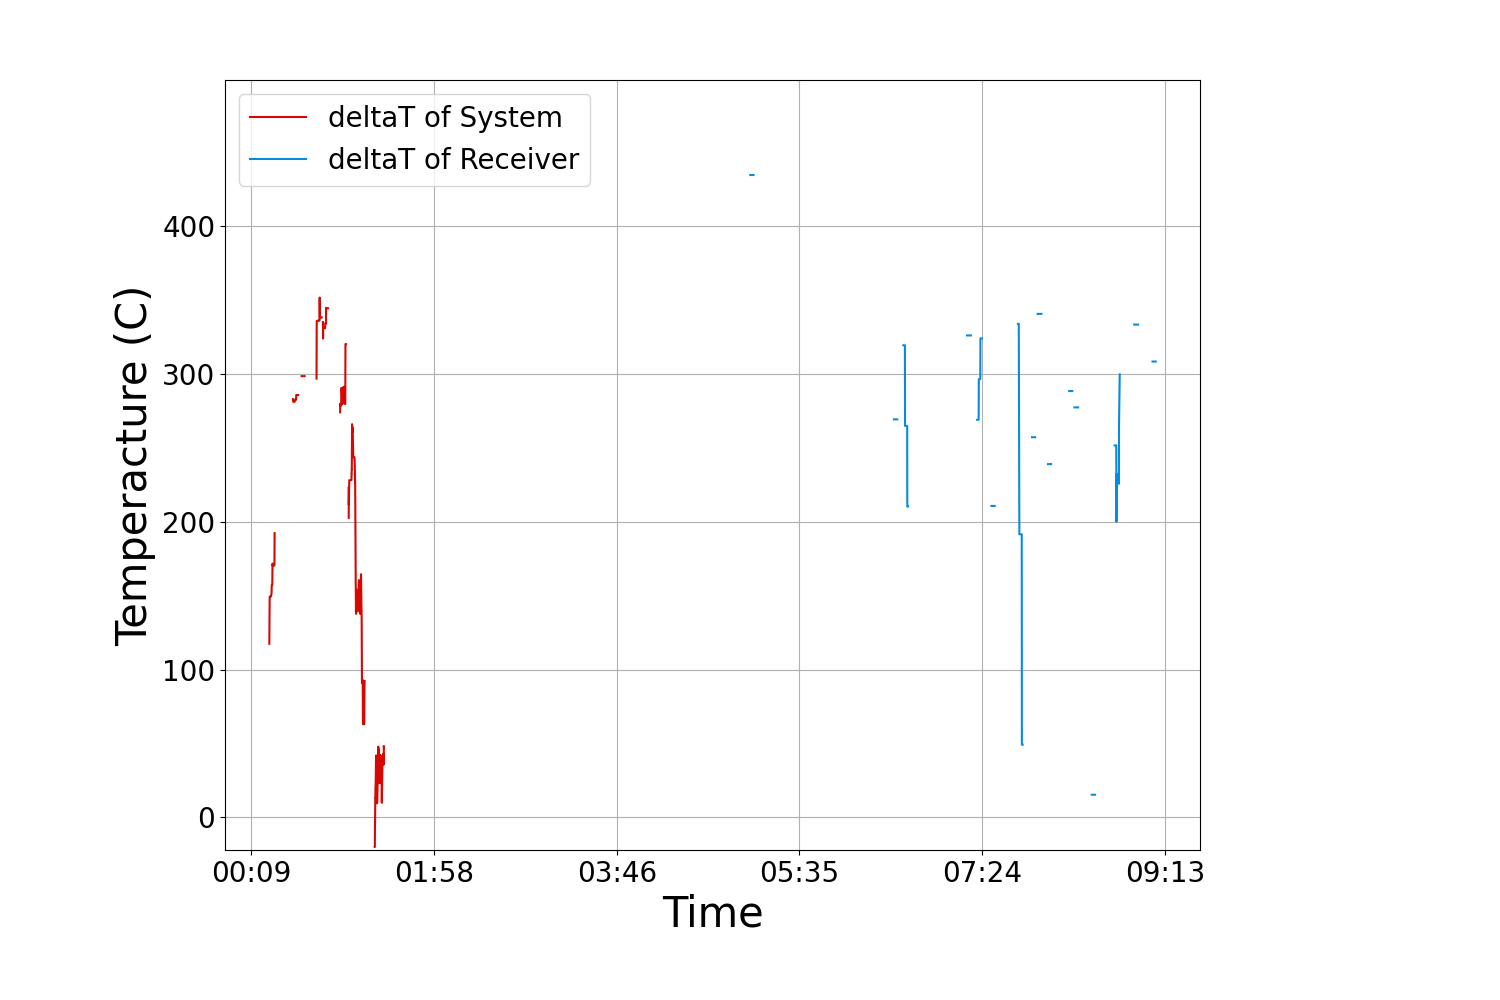 deltaT of System
deltaT of Receiver
Temperacture (C)
400
300
200
100
0
00:09 01:58 03:46 05:35 07:24 09:13
Time